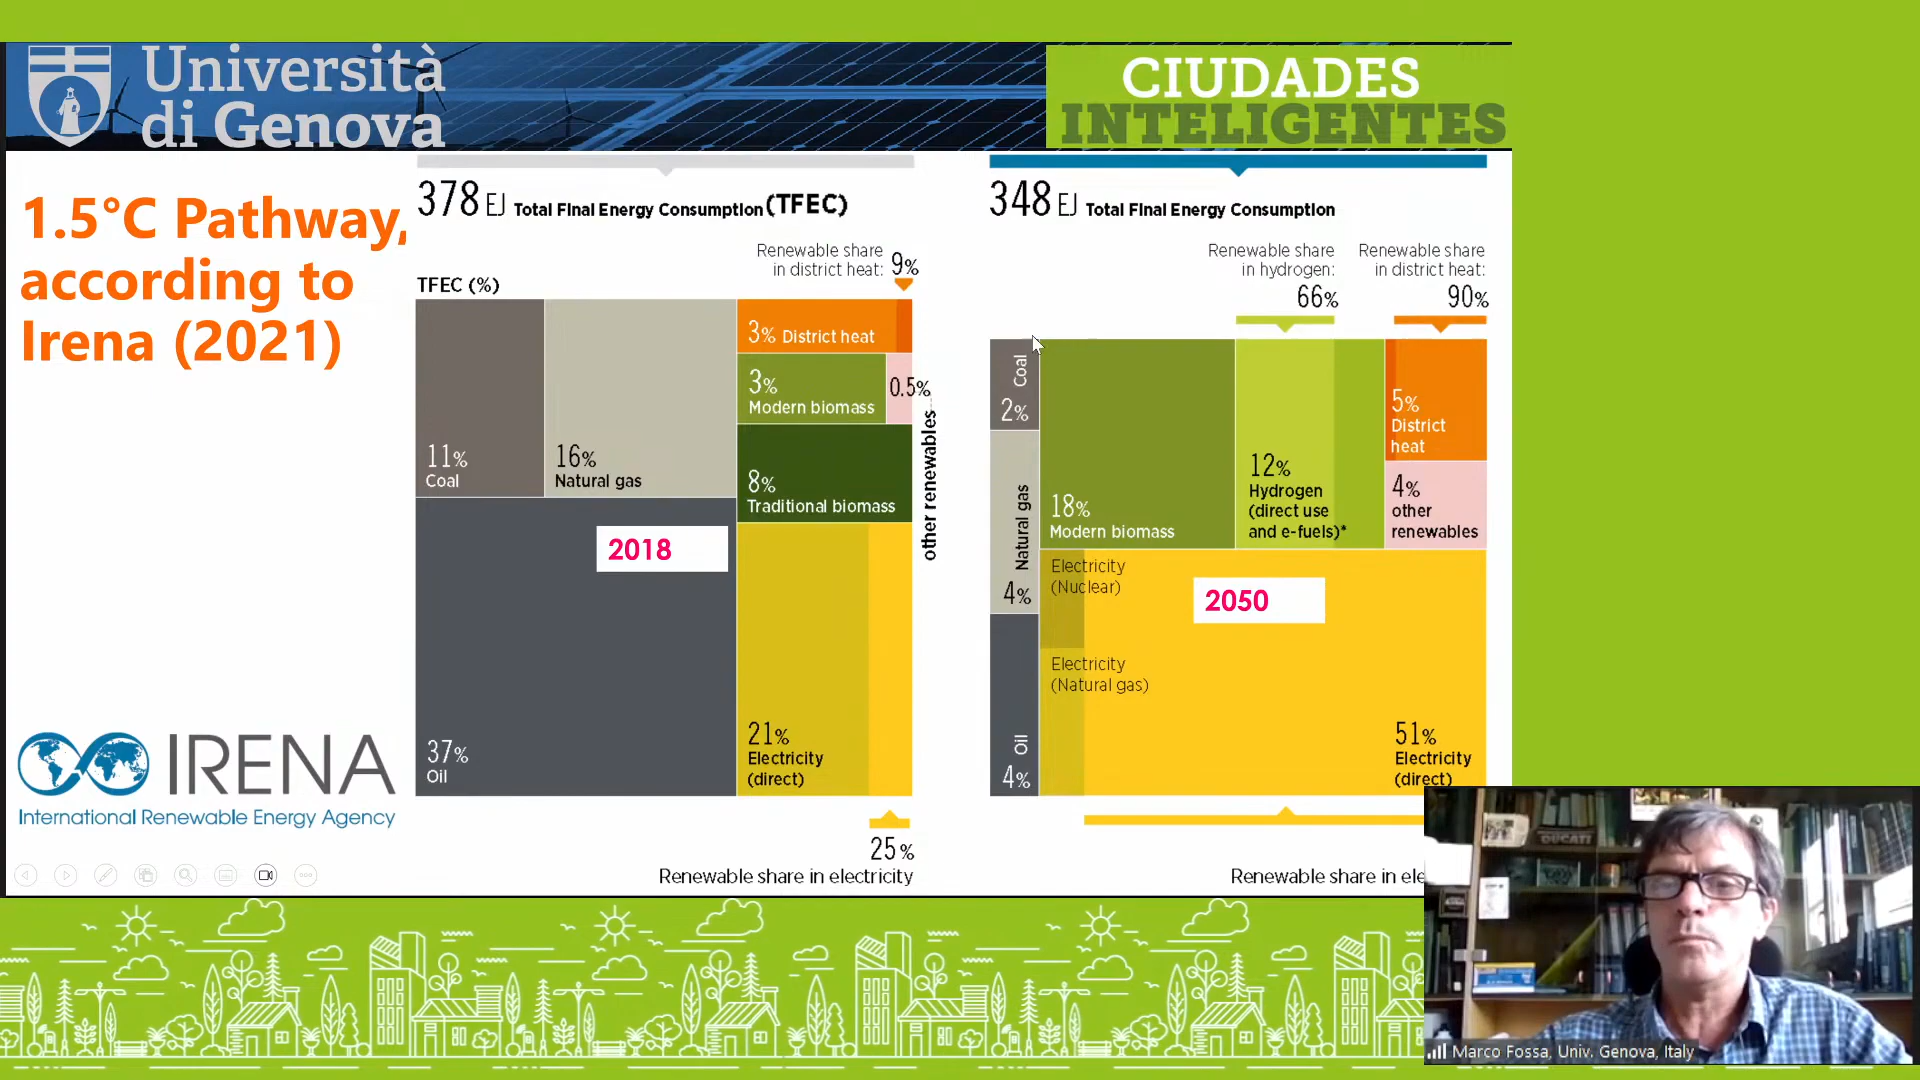 Università
di Genova
CIUDADES
INTELIGENTES
1.5°C Pathway,
according to
Irena (2021)
378 EJ Total Final Energy Consumption (TFEC)
Renewable share
in district heat: 9%
TFEC (%)
11%
Coal
16%
Natural gas
3% District heat
3%
Modern biomass
0.5%
other renewables
8%
Traditional biomass
2018
37%
Oil
21%
Electricity
(direct)
25%
Renewable share in electricity
348 EJ Total Final Energy Consumption
Renewable share
in hydrogen:
66%
Renewable share
in district heat:
90%
Coal
2%
Natural gas
4%
Oil
4%
18%
Modern biomass
12%
Hydrogen
(direct use
and e-fuels)*
5%
District
heat
4%
other
renewables
Electricity
(Nuclear)
2050
Electricity
(Natural gas)
51%
Electricity
(direct)
Renewable share in ele
IRENA
International Renewable Energy Agency
DUCATI
Marco Fossa, Univ. Genova, Italy